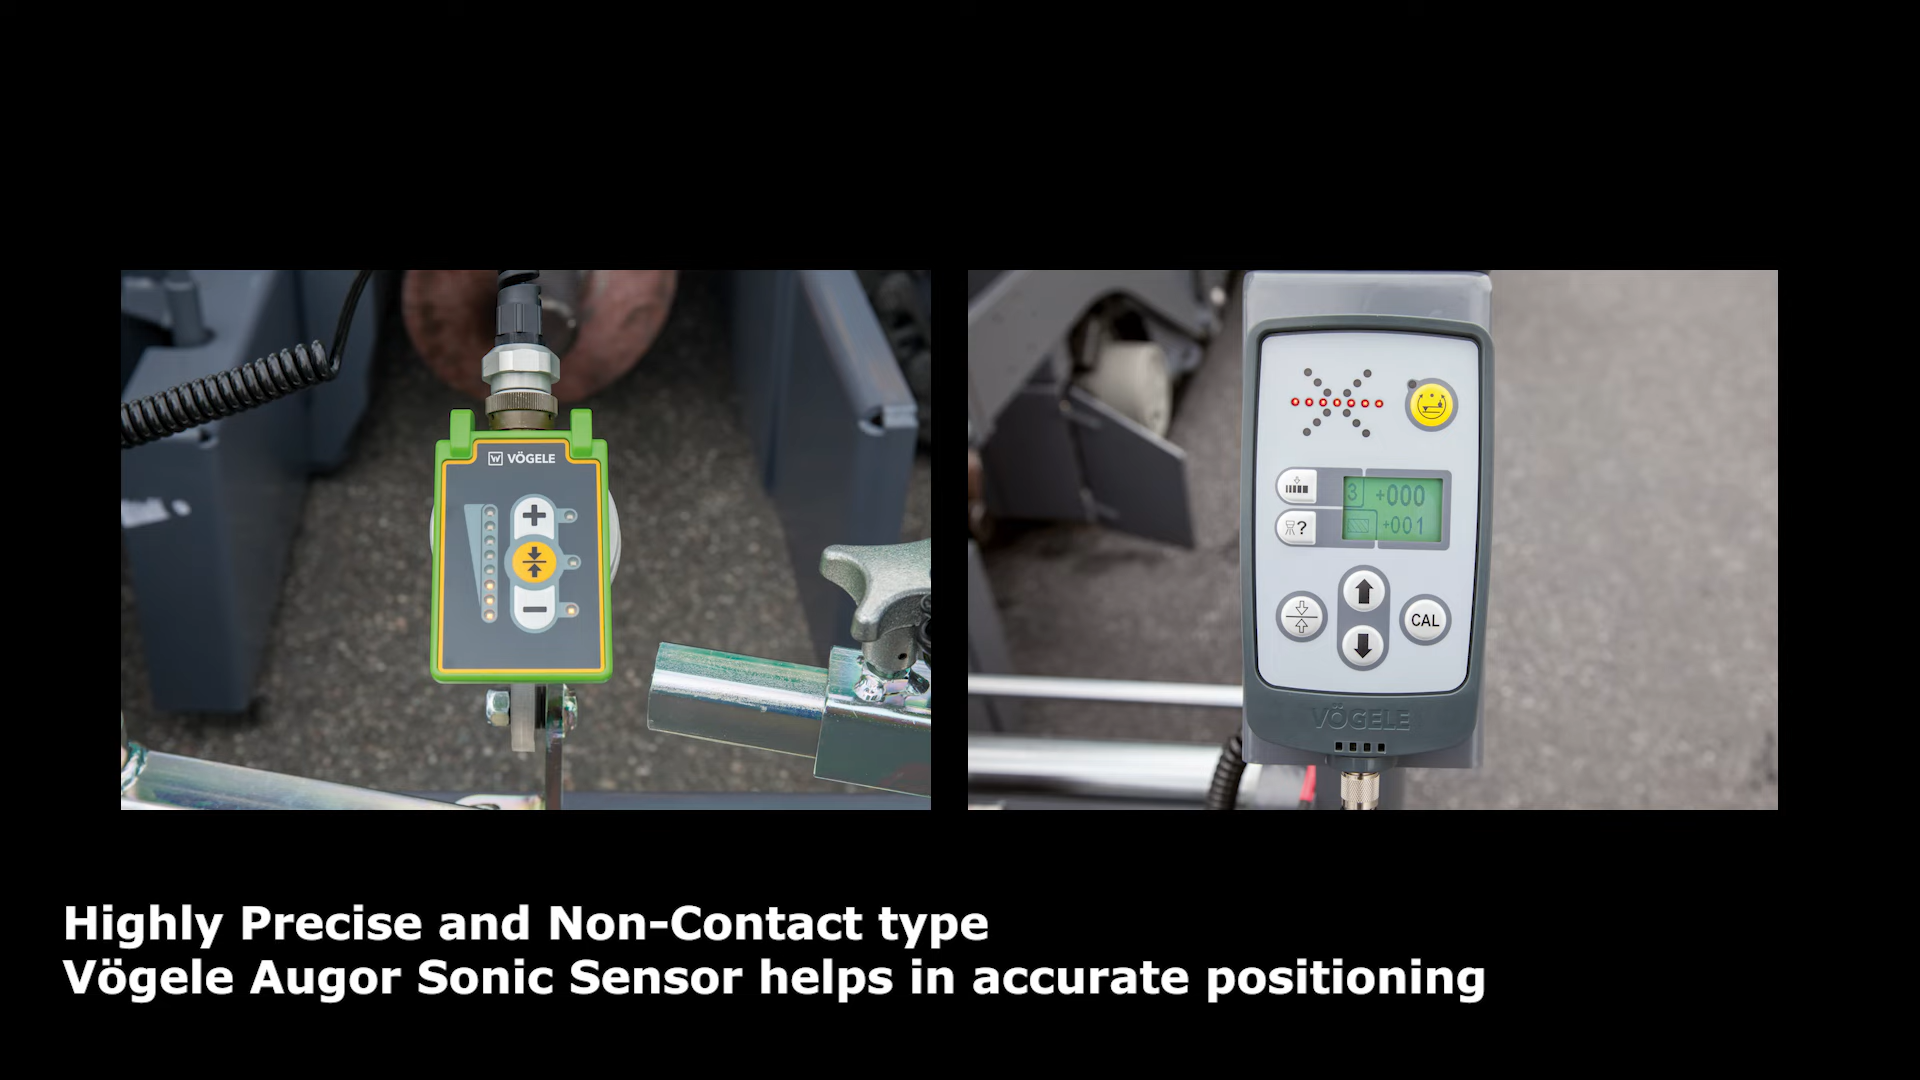 VÖGELE
+
−
3 +000
+001
?
CAL
VÖGELE
Highly Precise and Non-Contact type
Vögele Augor Sonic Sensor helps in accurate positioning